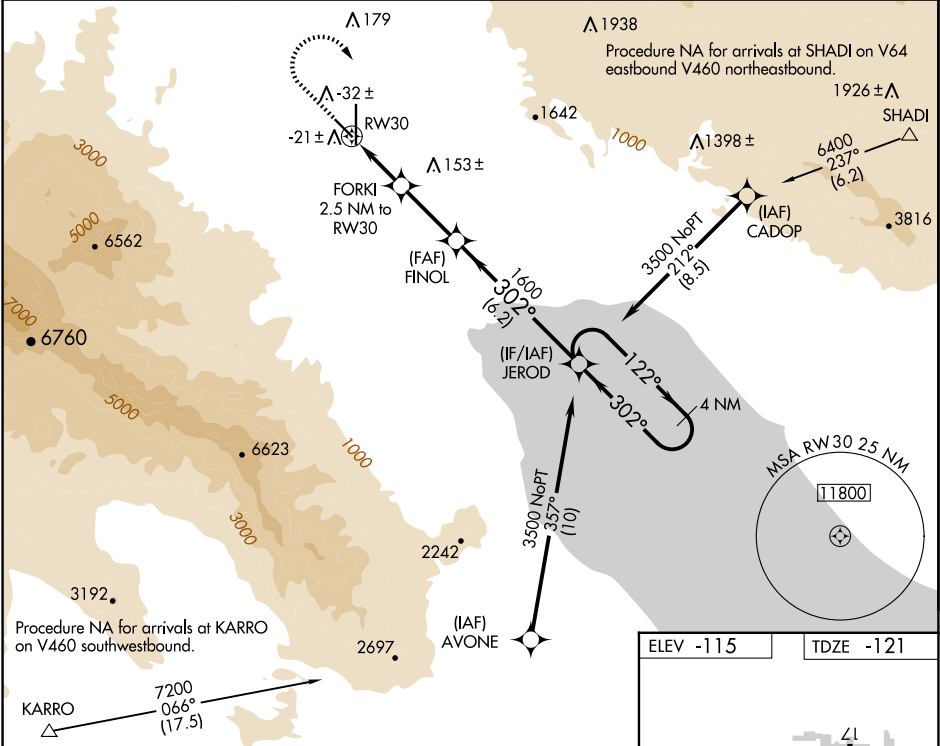 179
1938
Procedure NA for arrivals at SHADI on V64
eastbound V460 northeastbound.
1926 ±
SHADI
-32 ±
RW30
-21 ±
1642
1000
1398 ±
6400
237°
(6.2)
3000
153 ±
FORKI
2.5 NM to
RW30
(IAF)
CADOP
3816
5000
6562
(FAF)
FINOL
3500 NoPT
212°
(8.5)
1600
302°
(6.2)
7000
6760
(IF/IAF)
JEROD
122°
302°
4 NM
5000
6623
1000
MSA RW30 25 NM
11800
3000
3500 NoPT
357°
(10)
2242
3192
Procedure NA for arrivals at KARRO
on V460 southwestbound.
2697
(IAF)
AVONE
ELEV -115
TDZE -121
KARRO
7200
066°
(17.5)
17